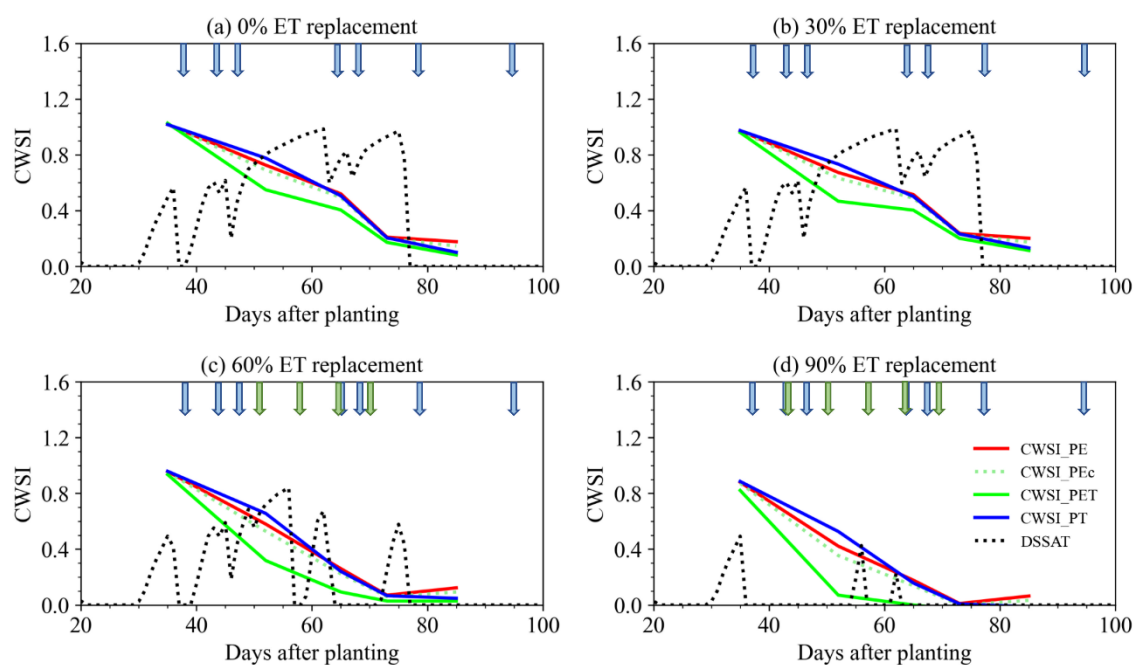 (a) 0% ET replacement
(b) 30% ET replacement
1.6
1.2
0.8
0.4
0.0
CWSI
20 40 60 80 100
Days after planting
1.6
1.2
0.8
0.4
0.0
CWSI
20 40 60 80 100
Days after planting
(c) 60% ET replacement
(d) 90% ET replacement
1.6
1.2
0.8
0.4
0.0
CWSI
20 40 60 80 100
Days after planting
1.6
1.2
0.8
0.4
0.0
CWSI
CWSI_PE
CWSI_PEc
CWSI_PET
CWSI_PT
DSSAT
20 40 60 80 100
Days after planting